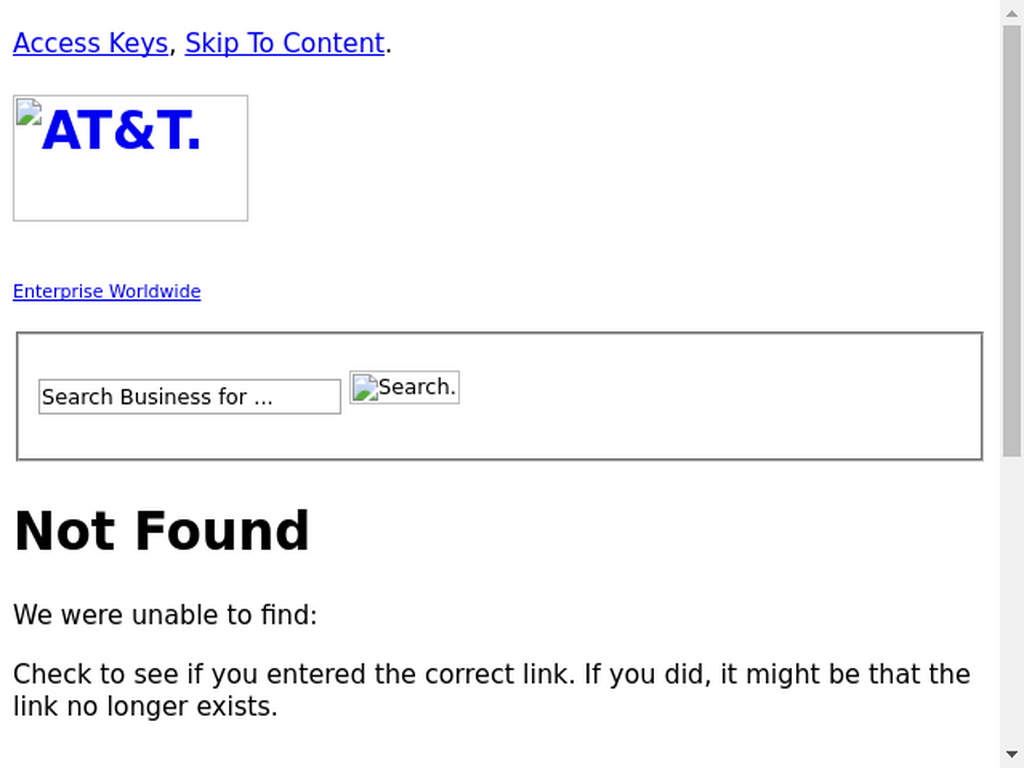 Access Keys, Skip To Content.
AT&T.
Enterprise Worldwide
Search Business for ... Search.
Not Found
We were unable to find:
Check to see if you entered the correct link. If you did, it might be that the
link no longer exists.